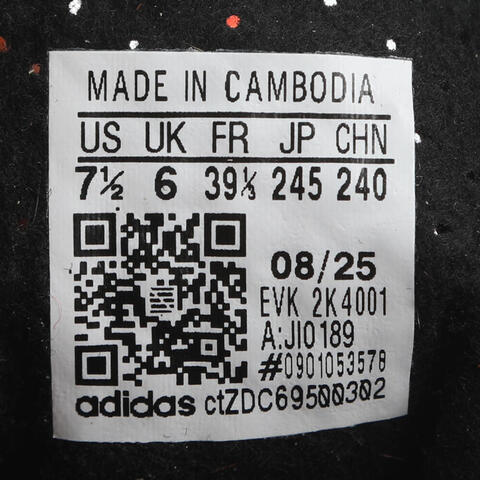 MADE IN CAMBODIA
US UK FR JP CHN
7½ 6 39⅓ 245 240
08/25
EVK 2K4001
A:JI0189
#0901053578
adidas ctZDC69500302